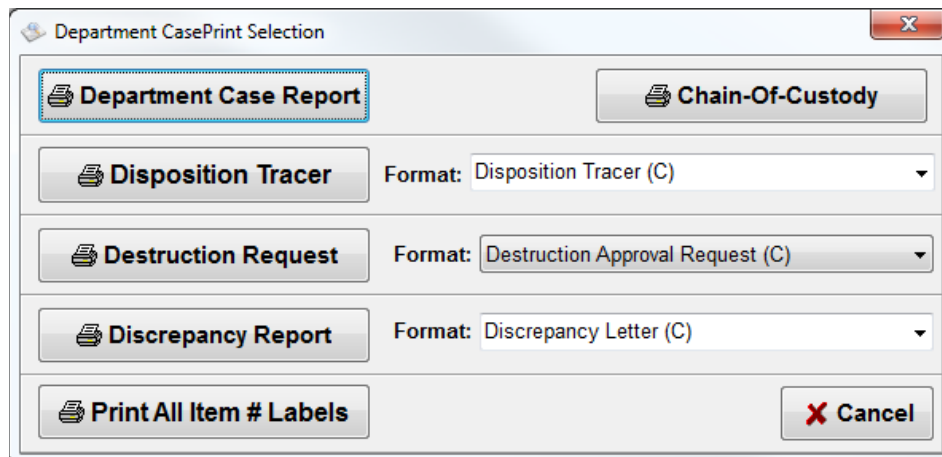 Department CasePrint Selection
Department Case Report
Chain-Of-Custody
Disposition Tracer
Format: Disposition Tracer (C)
Destruction Request
Format: Destruction Approval Request (C)
Discrepancy Report
Format: Discrepancy Letter (C)
Print All Item # Labels
Cancel